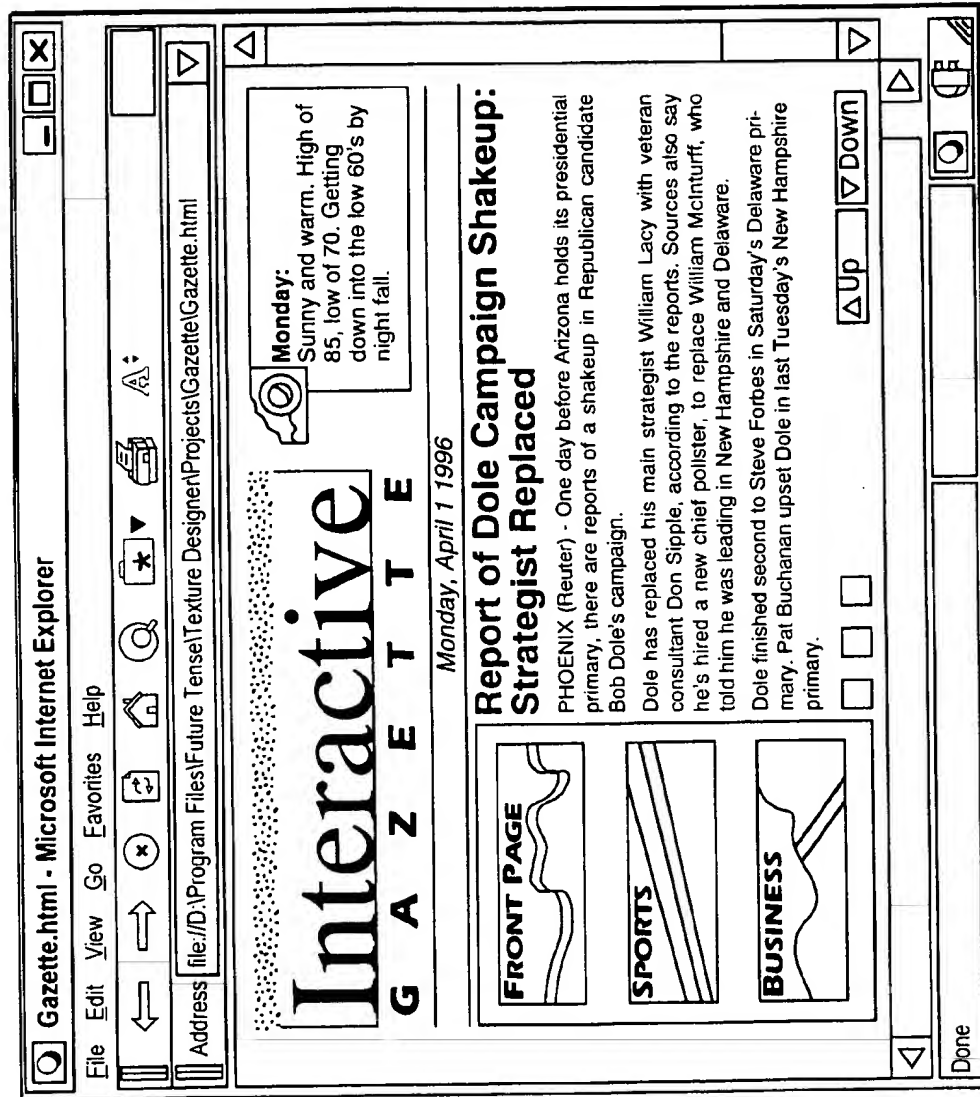 Gazette.html - Microsoft Internet Explorer
File Edit View Go Favorites Help
Address file://D:\Program Files\Future Tense\Texture Designer\Projects\Gazette\Gazette.html
Interactive
GAZETTE
Monday:
Sunny and warm. High of
85, low of 70. Getting
down into the low 60's by
night fall.
Monday, April 1 1996
FRONT PAGE
SPORTS
BUSINESS
Report of Dole Campaign Shakeup:
Strategist Replaced
PHOENIX (Reuter) - One day before Arizona holds its presidential
primary, there are reports of a shakeup in Republican candidate
Bob Dole's campaign.
Dole has replaced his main strategist William Lacy with veteran
consultant Don Sipple, according to the reports. Sources also say
he's hired a new chief pollster, to replace William McInturff, who
told him he was leading in New Hampshire and Delaware.
Dole finished second to Steve Forbes in Saturday's Delaware pri-
mary. Pat Buchanan upset Dole in last Tuesday's New Hampshire
primary.
Up Down
Done